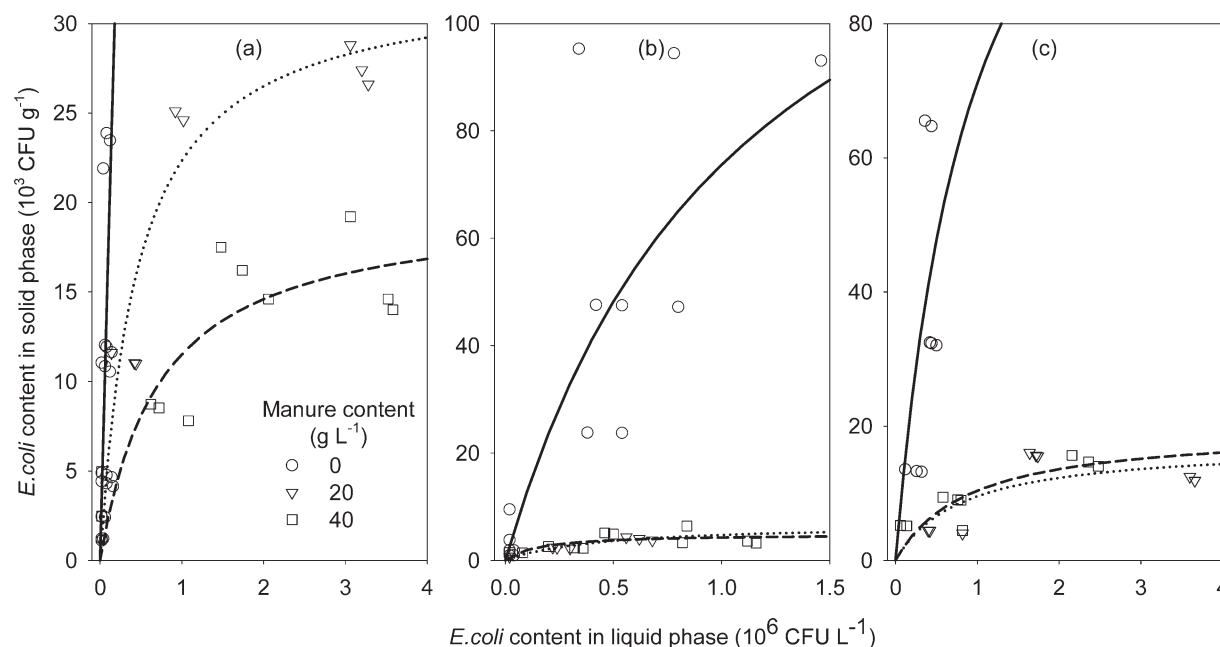 E.coli content in solid phase (10³ CFU g⁻¹)
30
25
20
15
10
5
0
(a)
Manure content
(g L⁻¹)
0
20
40
0 1 2 3 4
100
80
60
40
20
0
(b)
0.0 0.5 1.0 1.5
80
60
40
20
0
(c)
0 1 2 3 4
E.coli content in liquid phase (10⁶ CFU L⁻¹)